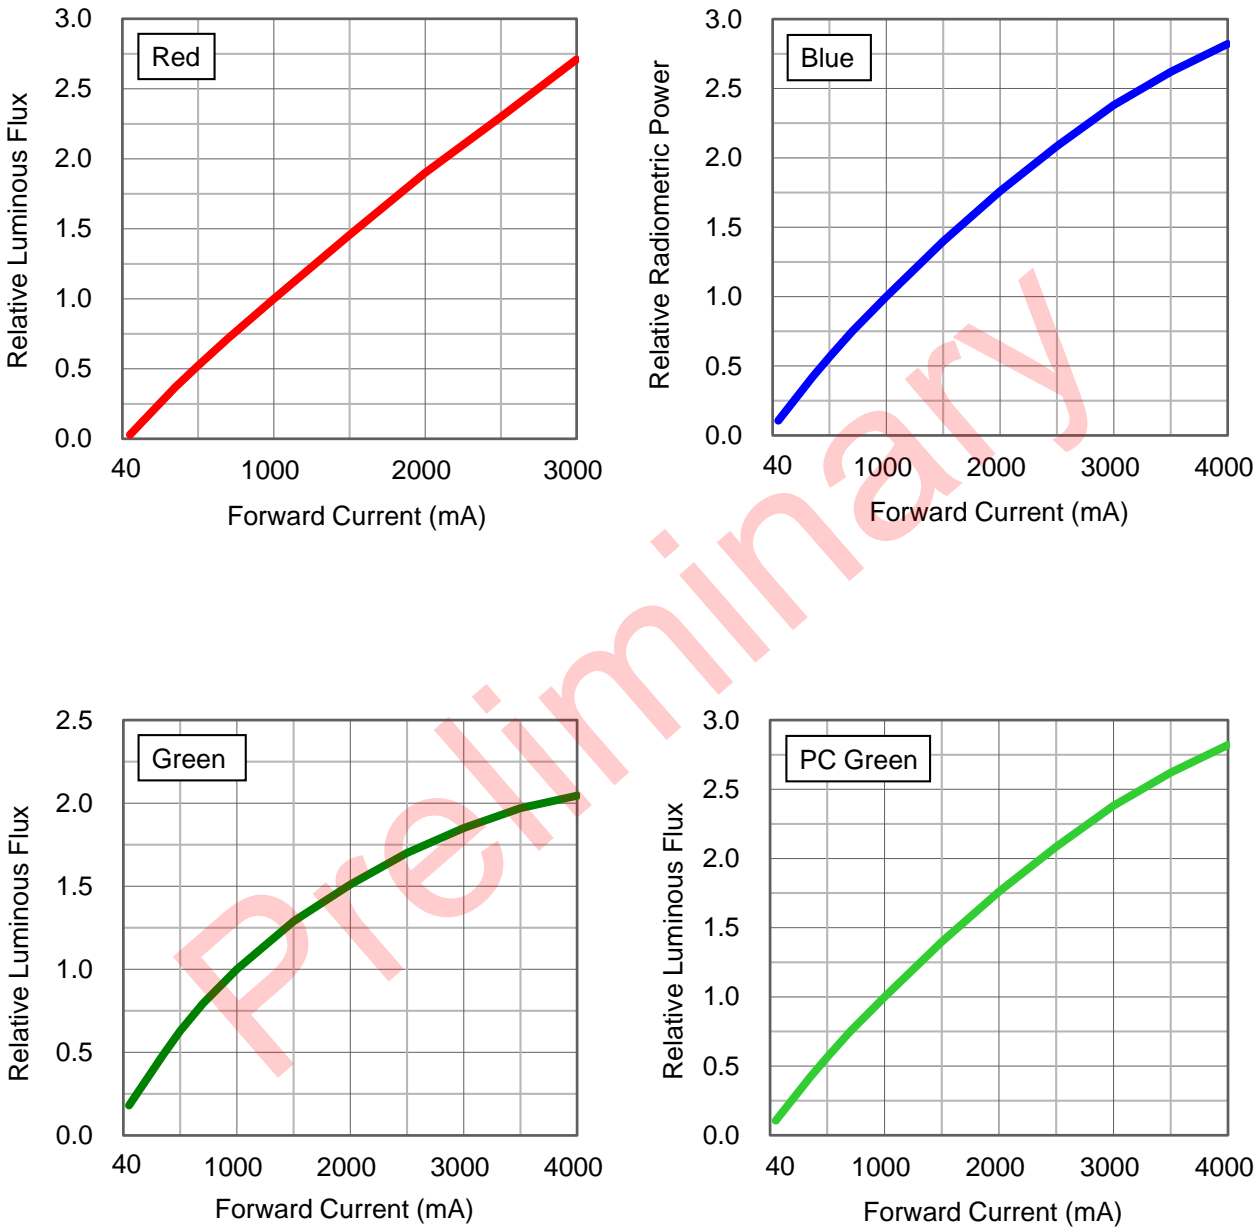 3.0
2.5
2.0
1.5
1.0
0.5
0.0
Relative Luminous Flux
Red
40 1000 2000 3000
Forward Current (mA)
3.0
2.5
2.0
1.5
1.0
0.5
0.0
Relative Radiometric Power
Blue
40 1000 2000 3000 4000
Forward Current (mA)
2.5
2.0
1.5
1.0
0.5
0.0
Relative Luminous Flux
Green
40 1000 2000 3000 4000
Forward Current (mA)
3.0
2.5
2.0
1.5
1.0
0.5
0.0
Relative Luminous Flux
PC Green
40 1000 2000 3000 4000
Forward Current (mA)
Preliminary